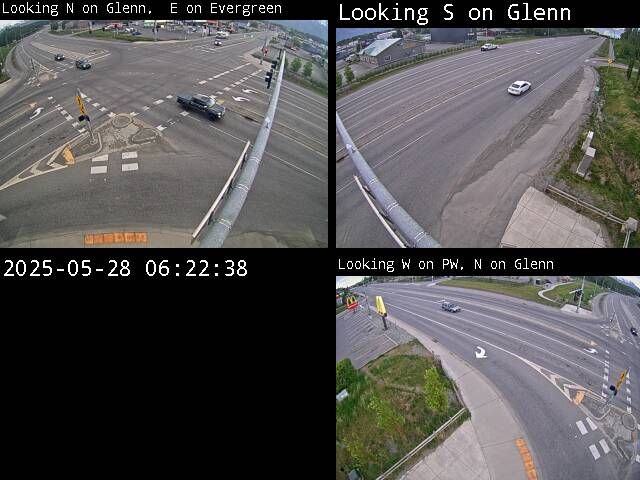 Looking N on Glenn, E on Evergreen
Looking S on Glenn
2025-05-28 06:22:38
Looking W on PW, N on Glenn